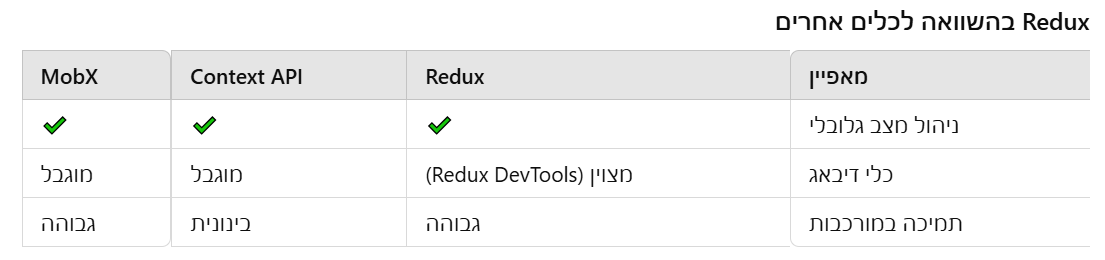 Redux בהשוואה לכלים אחרים
מאפיין Redux Context API MobX
ניהול מצב גלובלי ✔ ✔ ✔
כלי דיבאג מצוין (Redux DevTools) מוגבל מוגבל
תמיכה במורכבות גבוהה בינונית גבוהה